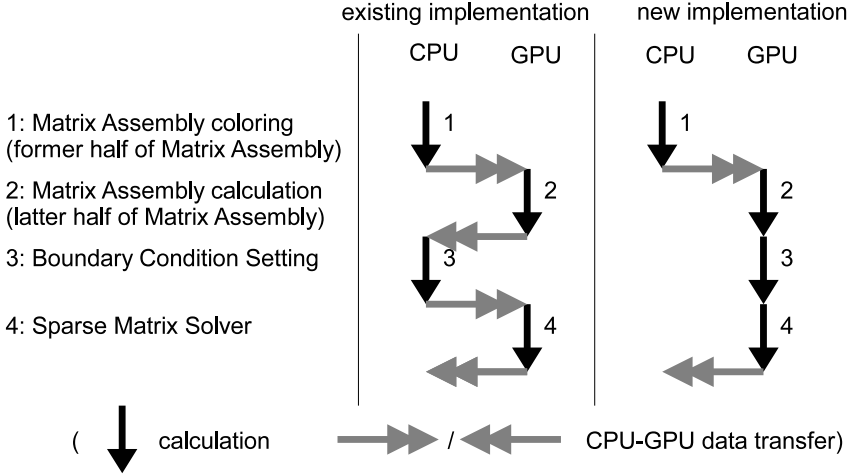 existing implementation
new implementation
CPU GPU
CPU GPU
1: Matrix Assembly coloring
(former half of Matrix Assembly)
2: Matrix Assembly calculation
(latter half of Matrix Assembly)
3: Boundary Condition Setting
4: Sparse Matrix Solver
1
2
3
4
1
2
3
4
( calculation / CPU-GPU data transfer)